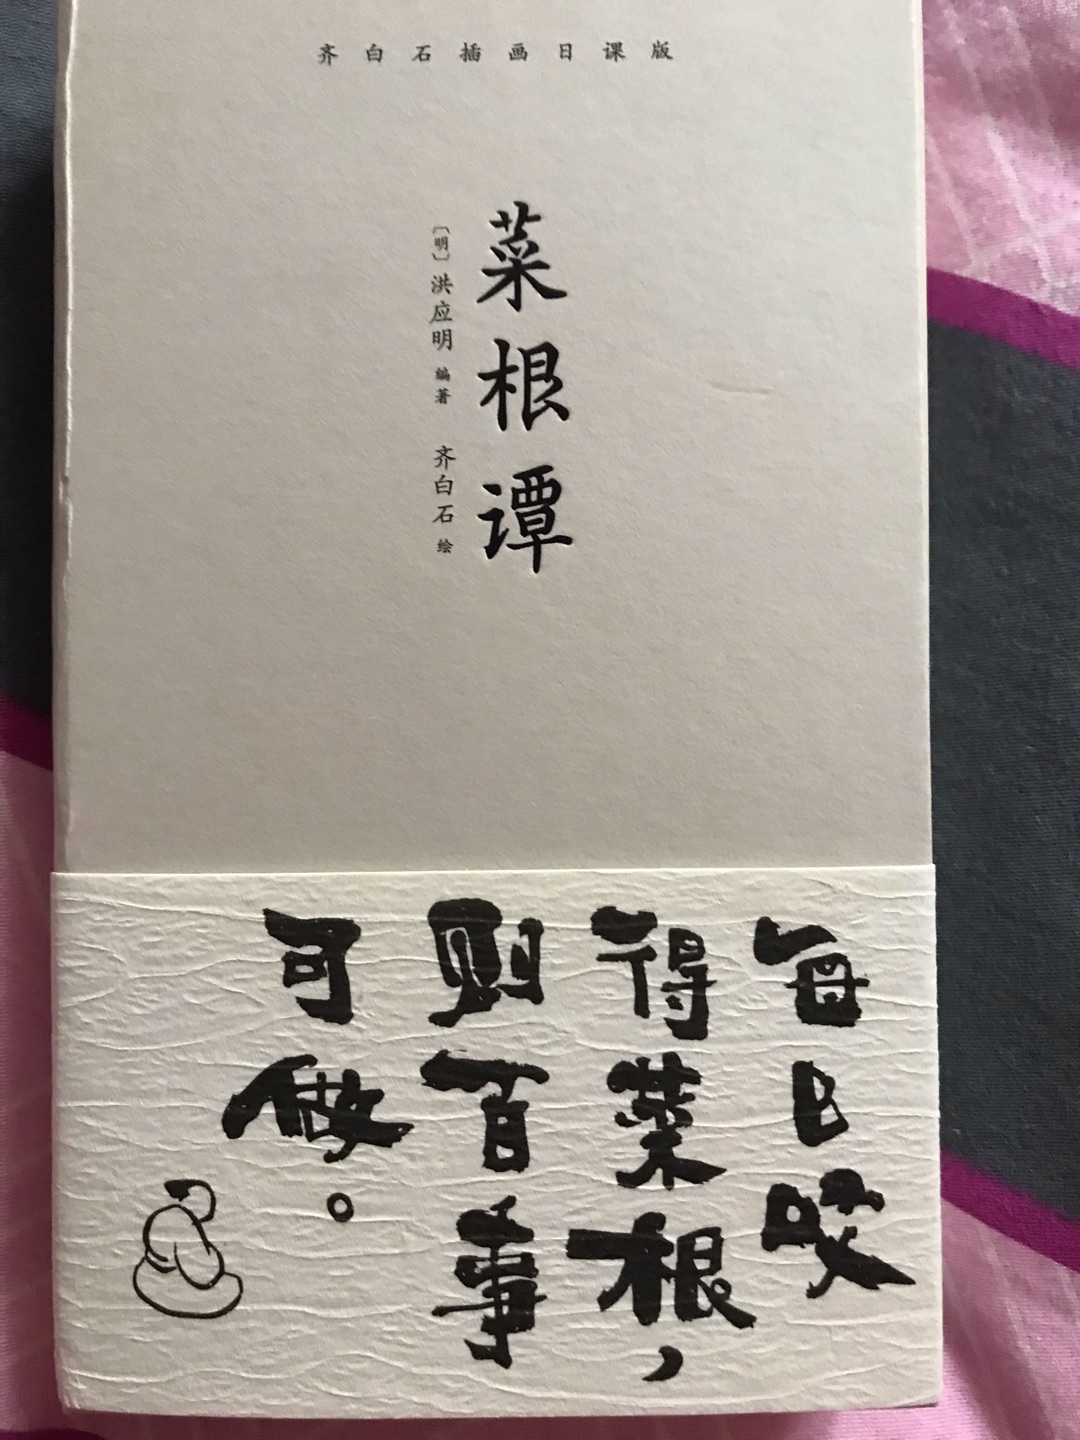 齐白石插画日课版
菜根谭
〔明〕洪应明 编著 齐白石 绘
每日咬
得菜根，
则百事
可做。